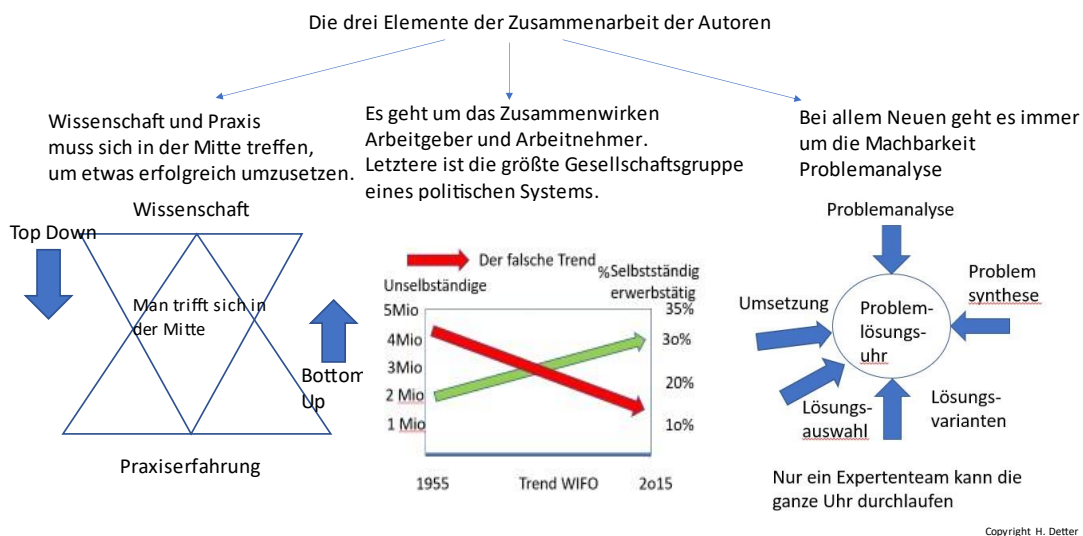 Die drei Elemente der Zusammenarbeit der Autoren
Wissenschaft und Praxis
muss sich in der Mitte treffen,
um etwas erfolgreich umzusetzen.
Wissenschaft
Top Down
Man trifft sich in
der Mitte
Bottom
Up
Praxiserfahrung
Es geht um das Zusammenwirken
Arbeitgeber und Arbeitnehmer.
Letztere ist die größte Gesellschaftsgruppe
eines politischen Systems.
Der falsche Trend
Unselbständige
%Selbstständig
erwerbstätig
5Mio
4Mio
3Mio
2 Mio
1 Mio
35%
3o%
20%
1o%
1955
Trend WIFO
2o15
Bei allem Neuen geht es immer
um die Machbarkeit
Problemanalyse
Problemanalyse
Problem
synthese
Umsetzung
Problem-
lösungs-
uhr
Lösungs-
auswahl
Lösungs-
varianten
Nur ein Expertenteam kann die
ganze Uhr durchlaufen
Copyright H. Detter